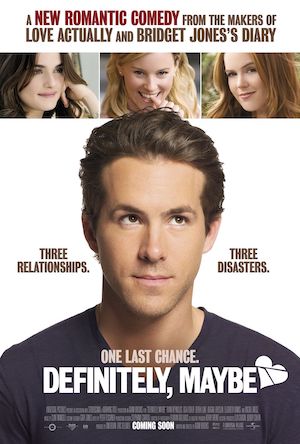 A NEW ROMANTIC COMEDY FROM THE MAKERS OF
LOVE ACTUALLY AND BRIDGET JONES'S DIARY
THREE
RELATIONSHIPS.
THREE
DISASTERS.
ONE LAST CHANCE.
DEFINITELY, MAYBE
COMING SOON